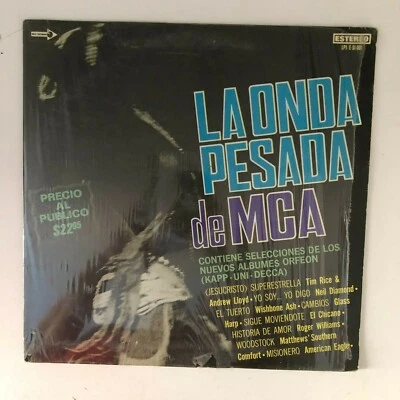 ESTEREO
LA ONDA
PESADA
de MCA
PRECIO
AL
PUBLICO
$22.95
CONTIENE SELECCIONES DE LOS
NUEVOS ALBUMES ORFEON
(KAPP - UNI - DECCA)
(JESUCRISTO) SUPERESTRELLA Tim Rice &
Andrew Lloyd • YO SOY... YO DIGO Neil Diamond •
EL TUERTO Wishbone Ash • CAMBIOS Glass
Harp • SIGUE MOVIENDOTE El Chicano •
HISTORIA DE AMOR Roger Williams •
WOODSTOCK Matthews' Southern
Comfort • MISIONERO American Eagle •